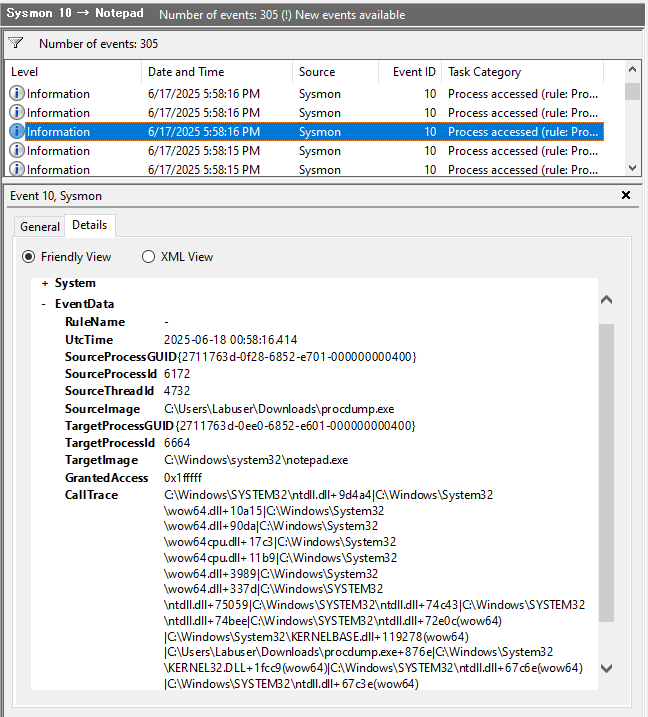 Sysmon 10 → Notepad Number of events: 305 (!) New events available
Number of events: 305
Level Date and Time Source Event ID Task Category
Information 6/17/2025 5:58:16 PM Sysmon 10 Process accessed (rule: Pro...
Information 6/17/2025 5:58:16 PM Sysmon 10 Process accessed (rule: Pro...
Information 6/17/2025 5:58:16 PM Sysmon 10 Process accessed (rule: Pro...
Information 6/17/2025 5:58:15 PM Sysmon 10 Process accessed (rule: Pro...
Information 6/17/2025 5:58:15 PM Sysmon 10 Process accessed (rule: Pro...
Event 10, Sysmon
General Details
Friendly View XML View
+ System
- EventData
RuleName -
UtcTime 2025-06-18 00:58:16.414
SourceProcessGUID {2711763d-0f28-6852-e701-000000000400}
SourceProcessId 6172
SourceThreadId 4732
SourceImage C:\Users\Labuser\Downloads\procdump.exe
TargetProcessGUID {2711763d-0ee0-6852-e601-000000000400}
TargetProcessId 6664
TargetImage C:\Windows\system32\notepad.exe
GrantedAccess 0x1fffff
CallTrace C:\Windows\SYSTEM32\ntdll.dll+9d4a4|C:\Windows\System32
\wow64.dll+10a15|C:\Windows\System32
\wow64.dll+90da|C:\Windows\System32
\wow64cpu.dll+17c3|C:\Windows\System32
\wow64cpu.dll+11b9|C:\Windows\System32
\wow64.dll+3989|C:\Windows\System32
\wow64.dll+337d|C:\Windows\SYSTEM32
\ntdll.dll+75059|C:\Windows\SYSTEM32\ntdll.dll+74c43|C:\Windows\SYSTEM32
\ntdll.dll+74bee|C:\Windows\SYSTEM32\ntdll.dll+72e0c(wow64)
|C:\Windows\System32\KERNELBASE.dll+119278(wow64)
|C:\Users\Labuser\Downloads\procdump.exe+876e|C:\Windows\System32
\KERNEL32.DLL+1fcc9(wow64)|C:\Windows\SYSTEM32\ntdll.dll+67c6e(wow64)
|C:\Windows\SYSTEM32\ntdll.dll+67c3e(wow64)